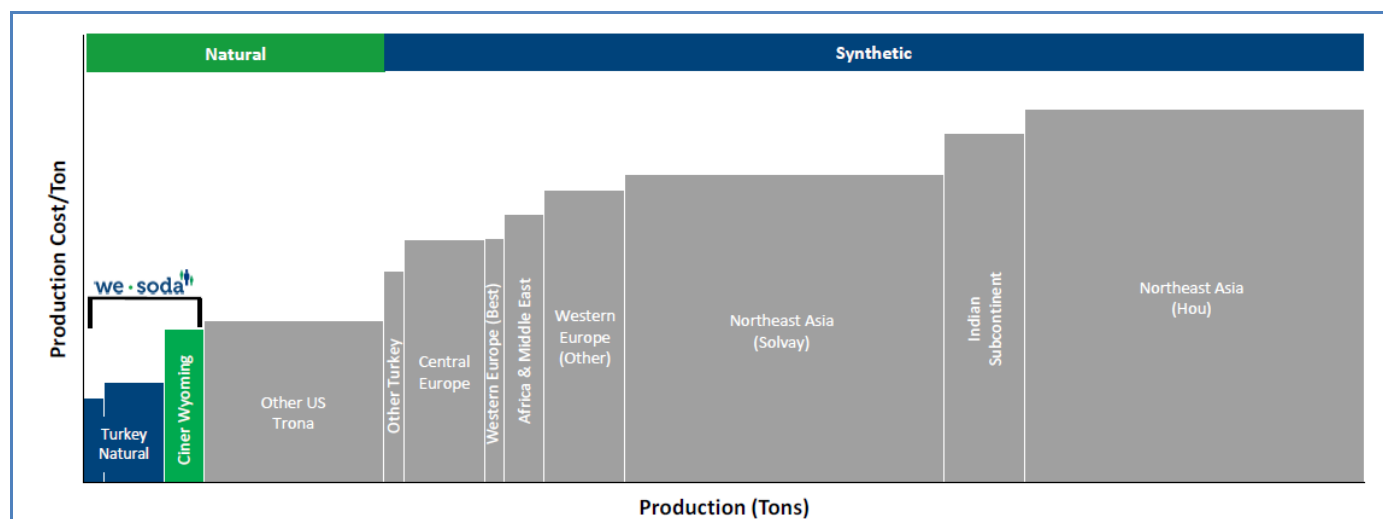 Natural
Synthetic
Production Cost/Ton
we·soda
Turkey
Natural
Ciner Wyoming
Other US
Trona
Other Turkey
Central
Europe
Western Europe (Best)
Africa & Middle East
Western
Europe
(Other)
Northeast Asia
(Solvay)
Indian
Subcontinent
Northeast Asia
(Hou)
Production (Tons)